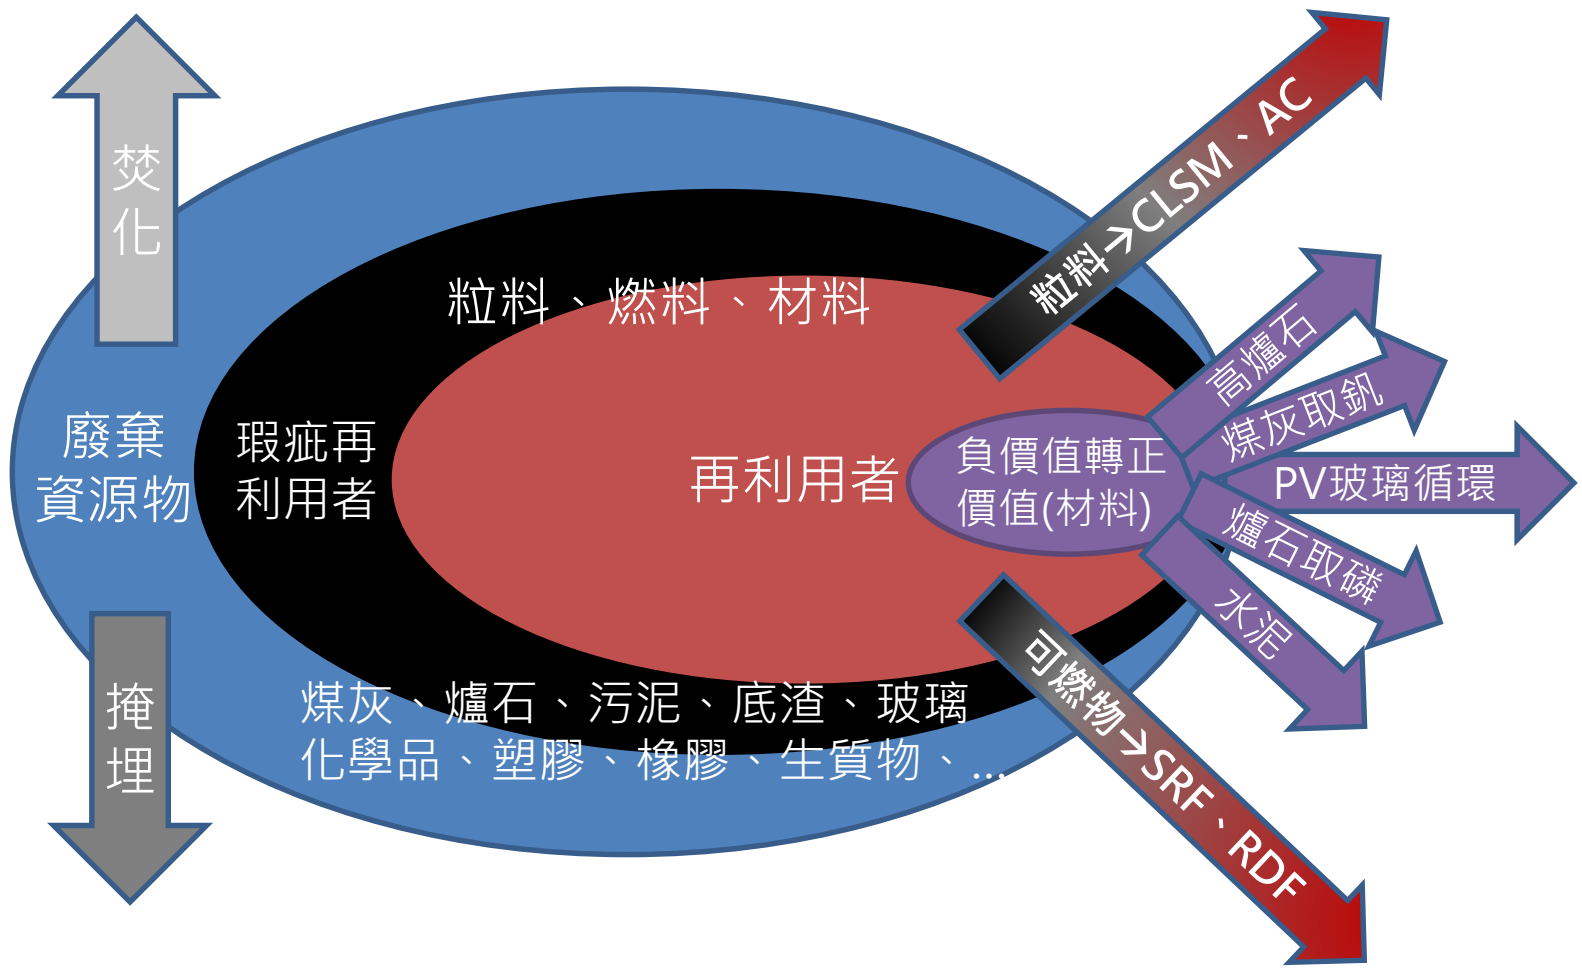 焚
化
粒料→CLSM、AC
粒料、燃料、材料
高爐石
煤灰取釩
廢棄
資源物
瑕疵再
利用者
再利用者
負價值轉正
價值(材料)
PV玻璃循環
爐石取磷
水泥
可燃物→SRF、RDF
掩
埋
煤灰、爐石、污泥、底渣、玻璃
化學品、塑膠、橡膠、生質物、…